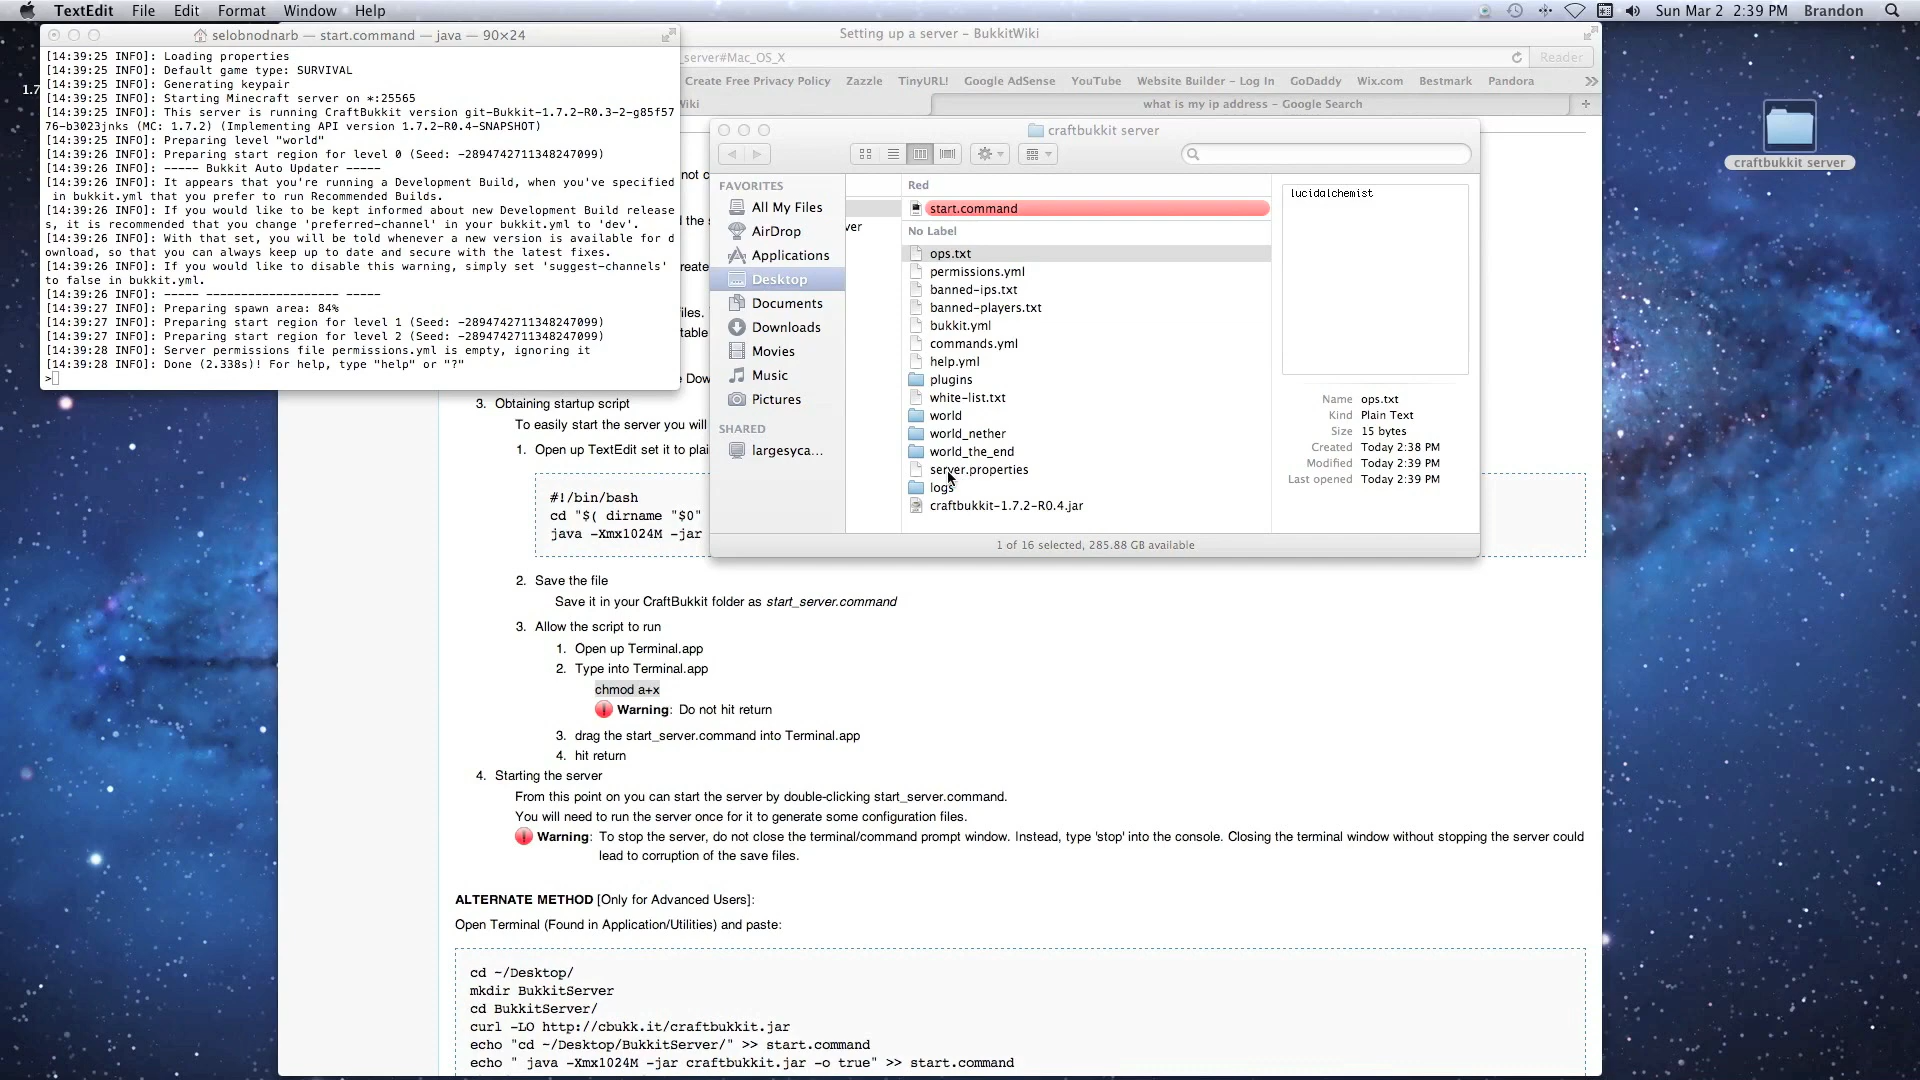 TextEdit File Edit Format Window Help
Sun Mar 2 2:39 PM Brandon
selobnodnarb — start.command — java — 90×24
[14:39:25 INFO]: Loading properties
[14:39:25 INFO]: Default game type: SURVIVAL
[14:39:25 INFO]: Generating keypair
[14:39:25 INFO]: Starting Minecraft server on *:25565
[14:39:25 INFO]: This server is running CraftBukkit version git-Bukkit-1.7.2-R0.3-2-g85f57
76-b3023jnks (MC: 1.7.2) (Implementing API version 1.7.2-R0.4-SNAPSHOT)
[14:39:25 INFO]: Preparing level "world"
[14:39:26 INFO]: Preparing start region for level 0 (Seed: -2894742711348247099)
[14:39:26 INFO]: ----- Bukkit Auto Updater -----
[14:39:26 INFO]: It appears that you're running a Development Build, when you've specified
in bukkit.yml that you prefer to run Recommended Builds.
[14:39:26 INFO]: If you would like to be kept informed about new Development Build release
s, it is recommended that you change 'preferred-channel' in your bukkit.yml to 'dev'.
[14:39:26 INFO]: With that set, you will be told whenever a new version is available for d
ownload, so that you can always keep up to date and secure with the latest fixes.
[14:39:26 INFO]: If you would like to disable this warning, simply set 'suggest-channels'
to false in bukkit.yml.
[14:39:26 INFO]: ----- ------------------- -----
[14:39:27 INFO]: Preparing spawn area: 84%
[14:39:27 INFO]: Preparing start region for level 1 (Seed: -2894742711348247099)
[14:39:27 INFO]: Preparing start region for level 2 (Seed: -2894742711348247099)
[14:39:28 INFO]: Server permissions file permissions.yml is empty, ignoring it
[14:39:28 INFO]: Done (2.338s)! For help, type "help" or "?"
>
1.7
Setting up a server - BukkitWiki
_server#Mac_OS_X
Reader
Create Free Privacy Policy Zazzle TinyURL! Google AdSense YouTube Website Builder - Log In GoDaddy Wix.com Bestmark Pandora
Wiki
what is my ip address - Google Search
craftbukkit server
FAVORITES
All My Files
AirDrop
Applications
Desktop
Documents
Downloads
Movies
Music
Pictures
SHARED
largesyca...
ver
Red
start.command
No Label
ops.txt
permissions.yml
banned-ips.txt
banned-players.txt
bukkit.yml
commands.yml
help.yml
plugins
white-list.txt
world
world_nether
world_the_end
server.properties
logs
craftbukkit-1.7.2-R0.4.jar
lucidalchemist
Name ops.txt
Kind Plain Text
Size 15 bytes
Created Today 2:38 PM
Modified Today 2:39 PM
Last opened Today 2:39 PM
1 of 16 selected, 285.88 GB available
craftbukkit server
not c
d the s
reate
iles. 
table
e Dow
3. Obtaining startup script
To easily start the server you will
1. Open up TextEdit set it to plai
#!/bin/bash
cd "$( dirname "$0"
java -Xmx1024M -jar
2. Save the file
Save it in your CraftBukkit folder as start_server.command
3. Allow the script to run
1. Open up Terminal.app
2. Type into Terminal.app
chmod a+x
Warning: Do not hit return
3. drag the start_server.command into Terminal.app
4. hit return
4. Starting the server
From this point on you can start the server by double-clicking start_server.command.
You will need to run the server once for it to generate some configuration files.
Warning: To stop the server, do not close the terminal/command prompt window. Instead, type 'stop' into the console. Closing the terminal window without stopping the server could
lead to corruption of the save files.
ALTERNATE METHOD [Only for Advanced Users]:
Open Terminal (Found in Application/Utilities) and paste:
cd ~/Desktop/
mkdir BukkitServer
cd BukkitServer/
curl -LO http://cbukk.it/craftbukkit.jar
echo "cd ~/Desktop/BukkitServer/" >> start.command
echo " java -Xmx1024M -jar craftbukkit.jar -o true" >> start.command